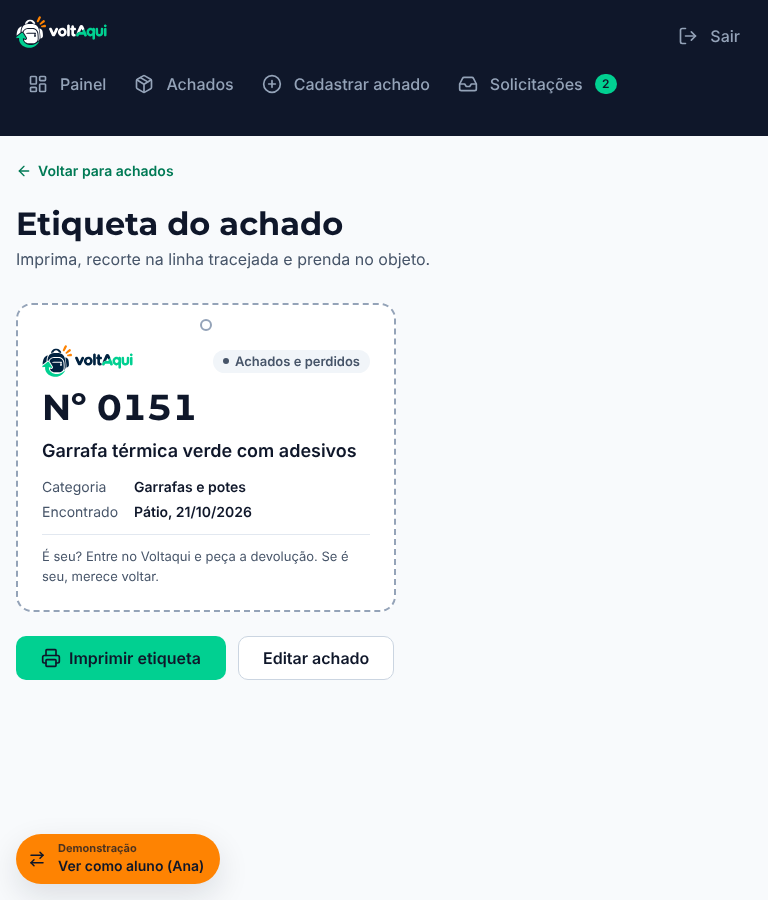 voltAqui
Sair
Painel
Achados
Cadastrar achado
Solicitações
2
Voltar para achados
Etiqueta do achado
Imprima, recorte na linha tracejada e prenda no objeto.
voltAqui
Achados e perdidos
Nº 0151
Garrafa térmica verde com adesivos
Categoria Garrafas e potes
Encontrado Pátio, 21/10/2026
É seu? Entre no Voltaqui e peça a devolução. Se é
seu, merece voltar.
Imprimir etiqueta
Editar achado
Demonstração
Ver como aluno (Ana)